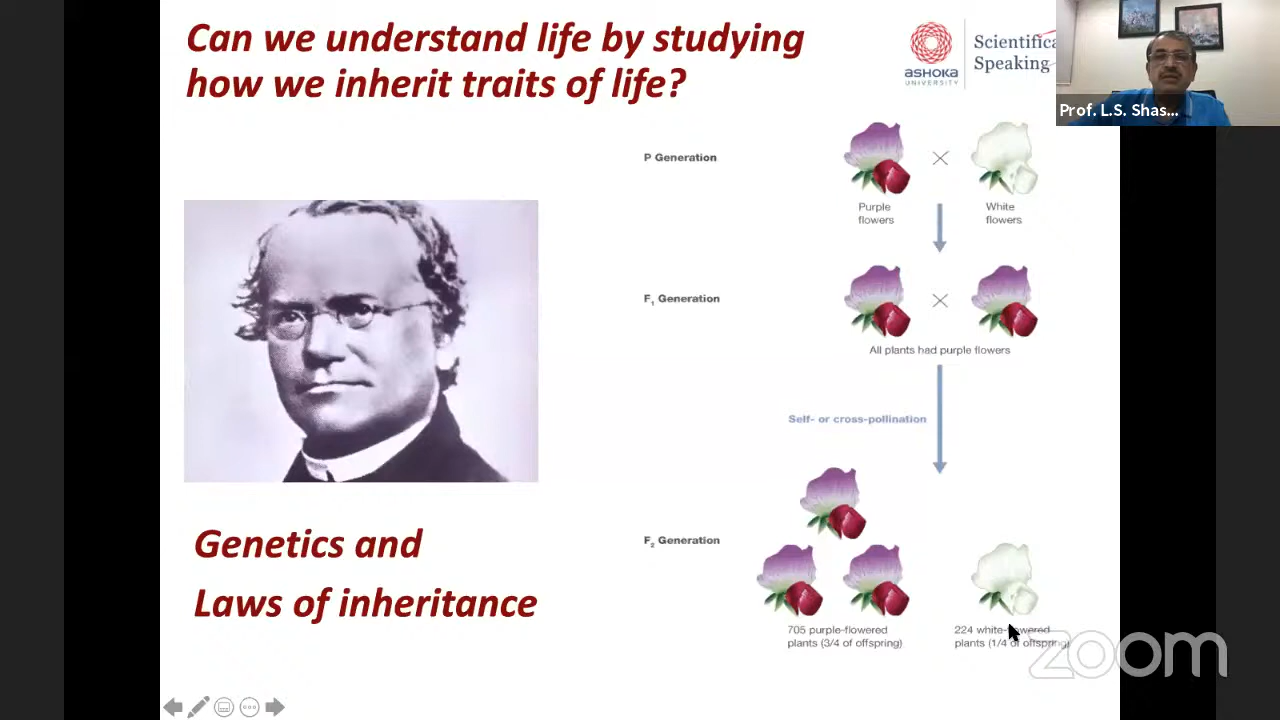 Can we understand life by studying
how we inherit traits of life?
ASHOKA
UNIVERSITY
Scientifica
Speaking
Prof. L.S. Shas...
P Generation
Purple
flowers
White
flowers
F₁ Generation
All plants had purple flowers
Self- or cross-pollination
F₂ Generation
705 purple-flowered
plants (3/4 of offspring)
224 white-flowered
plants (1/4 of offspring)
Genetics and
Laws of inheritance
zoom